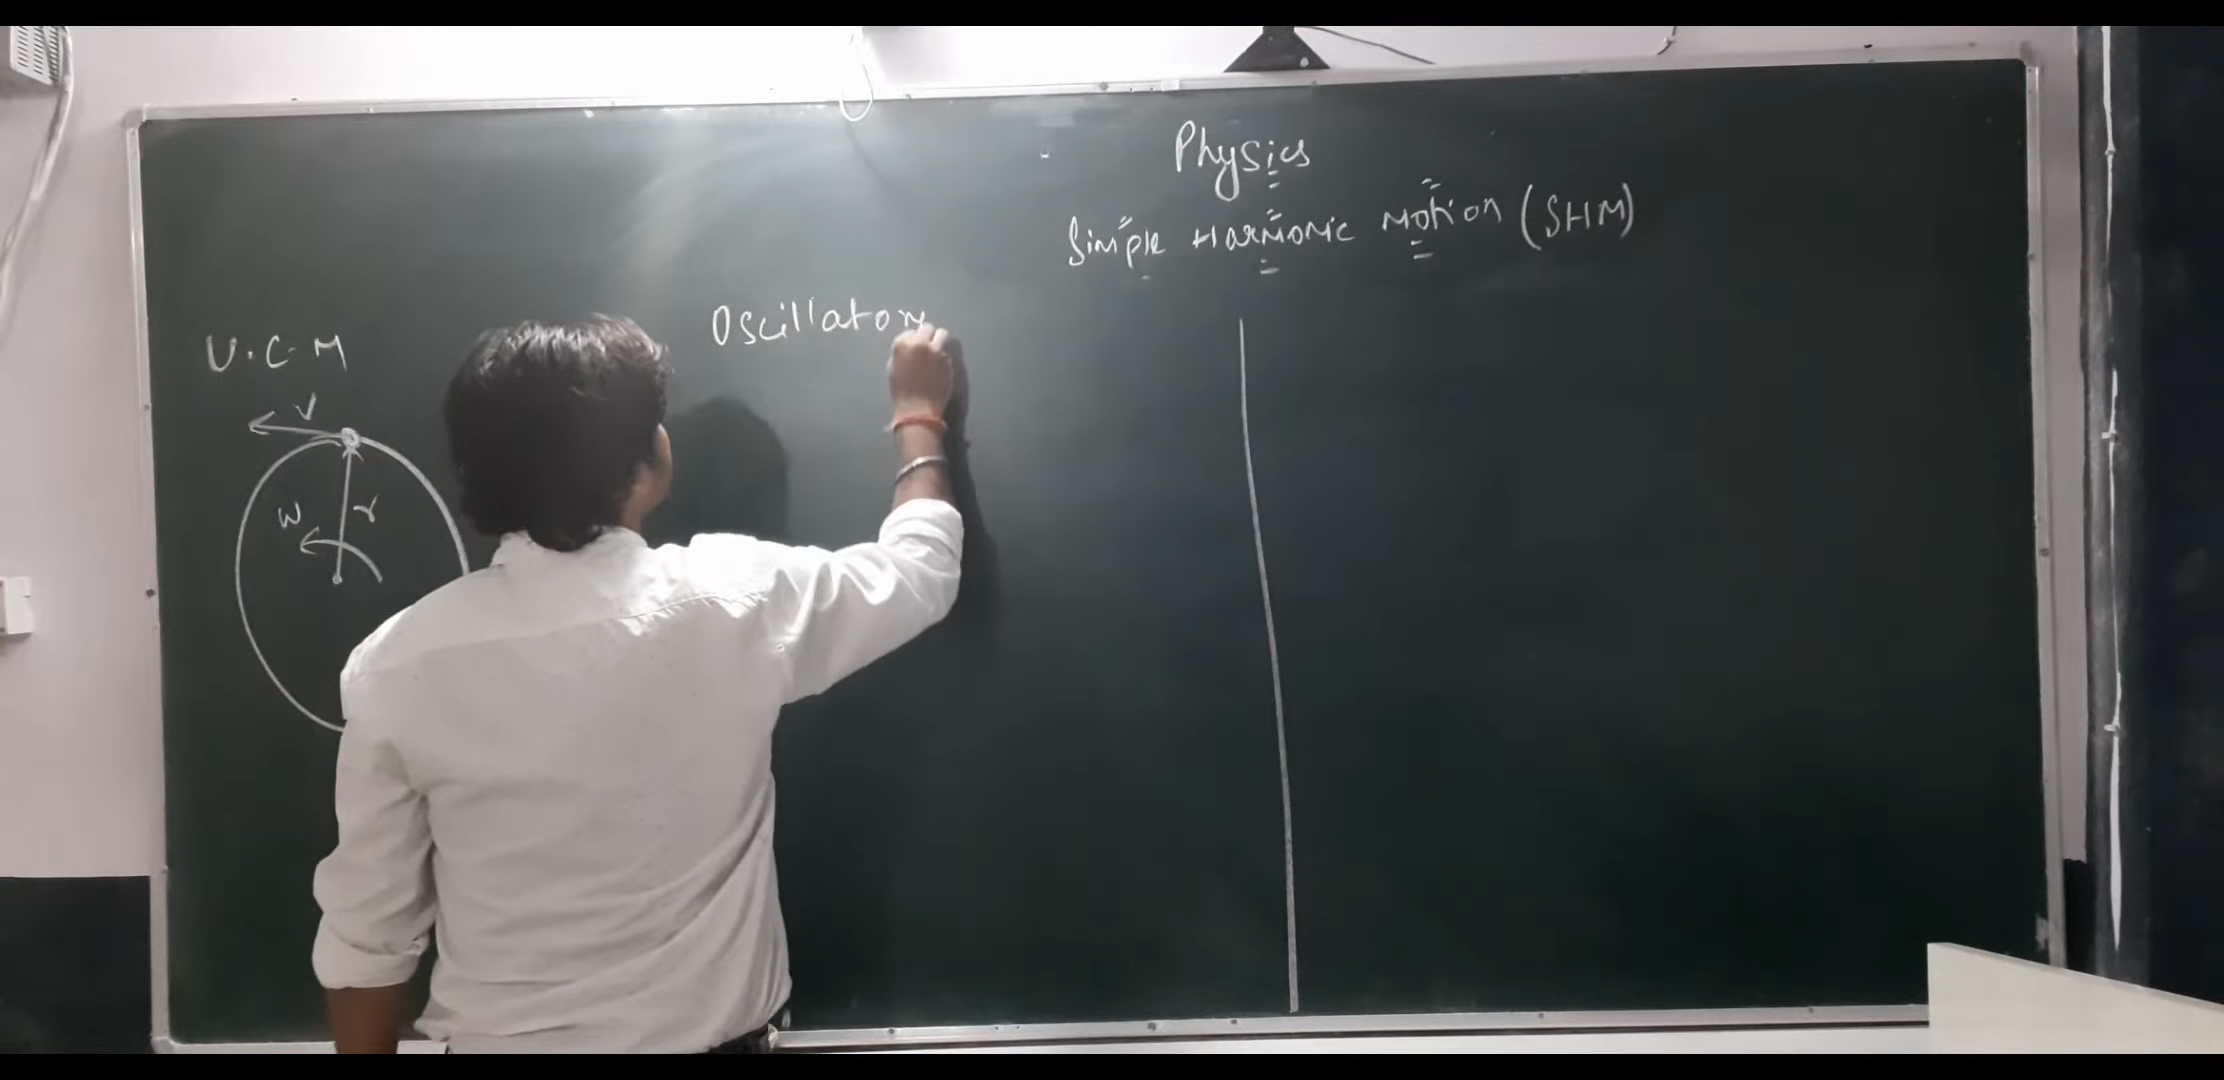 Physics
Simple Harmonic Motion (SHM)
Oscillator
U.C.M
V
W
r